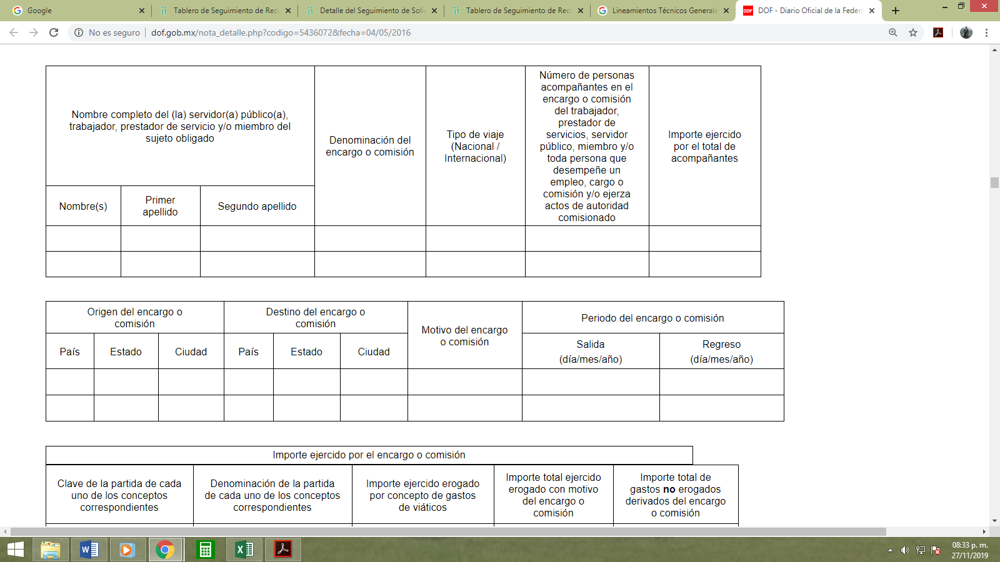 Google
Tablero de Seguimiento de Recu
Detalle del Seguimiento de Solic
Tablero de Seguimiento de Recu
Lineamientos Técnicos Generale
DOF - Diario Oficial de la Federa
No es seguro
dof.gob.mx/nota_detalle.php?codigo=5436072&fecha=04/05/2016
Nombre completo del (la) servidor(a) público(a),
trabajador, prestador de servicio y/o miembro del
sujeto obligado
Denominación del
encargo o comisión
Tipo de viaje
(Nacional /
Internacional)
Número de personas
acompañantes en el
encargo o comisión
del trabajador,
prestador de
servicios, servidor
público, miembro y/o
toda persona que
desempeñe un
empleo, cargo o
comisión y/o ejerza
actos de autoridad
comisionado
Importe ejercido
por el total de
acompañantes
Nombre(s)
Primer
apellido
Segundo apellido
Origen del encargo o
comisión
Destino del encargo o
comisión
Motivo del encargo
o comisión
Periodo del encargo o comisión
País
Estado
Ciudad
País
Estado
Ciudad
Salida
(día/mes/año)
Regreso
(día/mes/año)
Importe ejercido por el encargo o comisión
Clave de la partida de cada
uno de los conceptos
correspondientes
Denominación de la partida
de cada uno de los conceptos
correspondientes
Importe ejercido erogado
por concepto de gastos
de viáticos
Importe total ejercido
erogado con motivo
del encargo o
comisión
Importe total de
gastos no erogados
derivados del encargo
o comisión
08:33 p. m.
27/11/2019